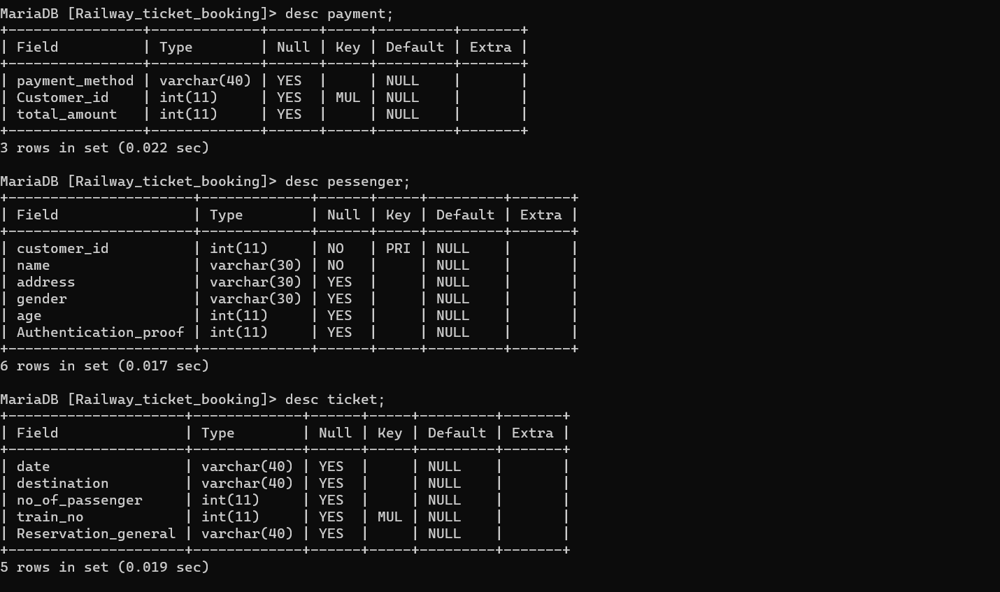 MariaDB [Railway_ticket_booking]> desc payment;
+----------------+-------------+------+-----+---------+-------+
| Field          | Type        | Null | Key | Default | Extra |
+----------------+-------------+------+-----+---------+-------+
| payment_method | varchar(40) | YES  |     | NULL    |       |
| Customer_id    | int(11)     | YES  | MUL | NULL    |       |
| total_amount   | int(11)     | YES  |     | NULL    |       |
+----------------+-------------+------+-----+---------+-------+
3 rows in set (0.022 sec)

MariaDB [Railway_ticket_booking]> desc pessenger;
+----------------------+-------------+------+-----+---------+-------+
| Field                | Type        | Null | Key | Default | Extra |
+----------------------+-------------+------+-----+---------+-------+
| customer_id          | int(11)     | NO   | PRI | NULL    |       |
| name                 | varchar(30) | NO   |     | NULL    |       |
| address              | varchar(30) | YES  |     | NULL    |       |
| gender               | varchar(30) | YES  |     | NULL    |       |
| age                  | int(11)     | YES  |     | NULL    |       |
| Authentication_proof | int(11)     | YES  |     | NULL    |       |
+----------------------+-------------+------+-----+---------+-------+
6 rows in set (0.017 sec)

MariaDB [Railway_ticket_booking]> desc ticket;
+---------------------+-------------+------+-----+---------+-------+
| Field               | Type        | Null | Key | Default | Extra |
+---------------------+-------------+------+-----+---------+-------+
| date                | varchar(40) | YES  |     | NULL    |       |
| destination         | varchar(40) | YES  |     | NULL    |       |
| no_of_passenger     | int(11)     | YES  |     | NULL    |       |
| train_no            | int(11)     | YES  | MUL | NULL    |       |
| Reservation_general | varchar(40) | YES  |     | NULL    |       |
+---------------------+-------------+------+-----+---------+-------+
5 rows in set (0.019 sec)